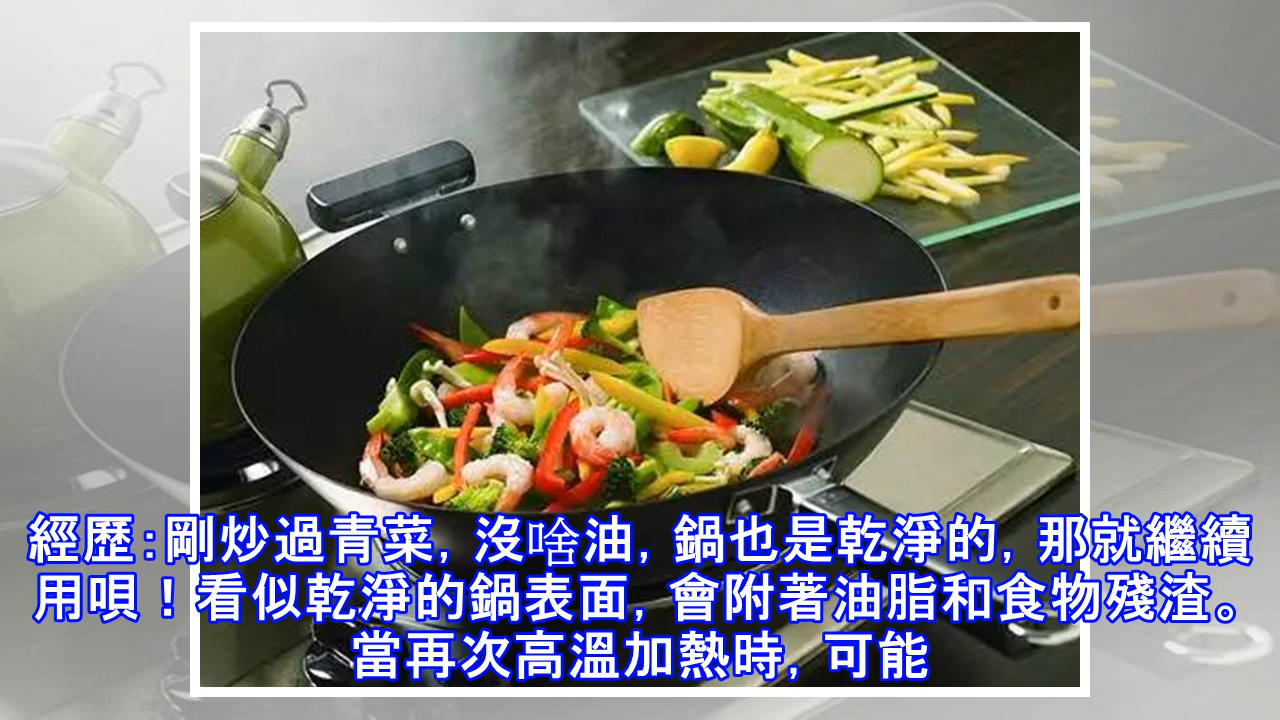 經歷:剛炒過青菜, 沒啥油, 鍋也是乾淨的, 那就繼續
用唄！看似乾淨的鍋表面, 會附著油脂和食物殘渣。
當再次高溫加熱時, 可能